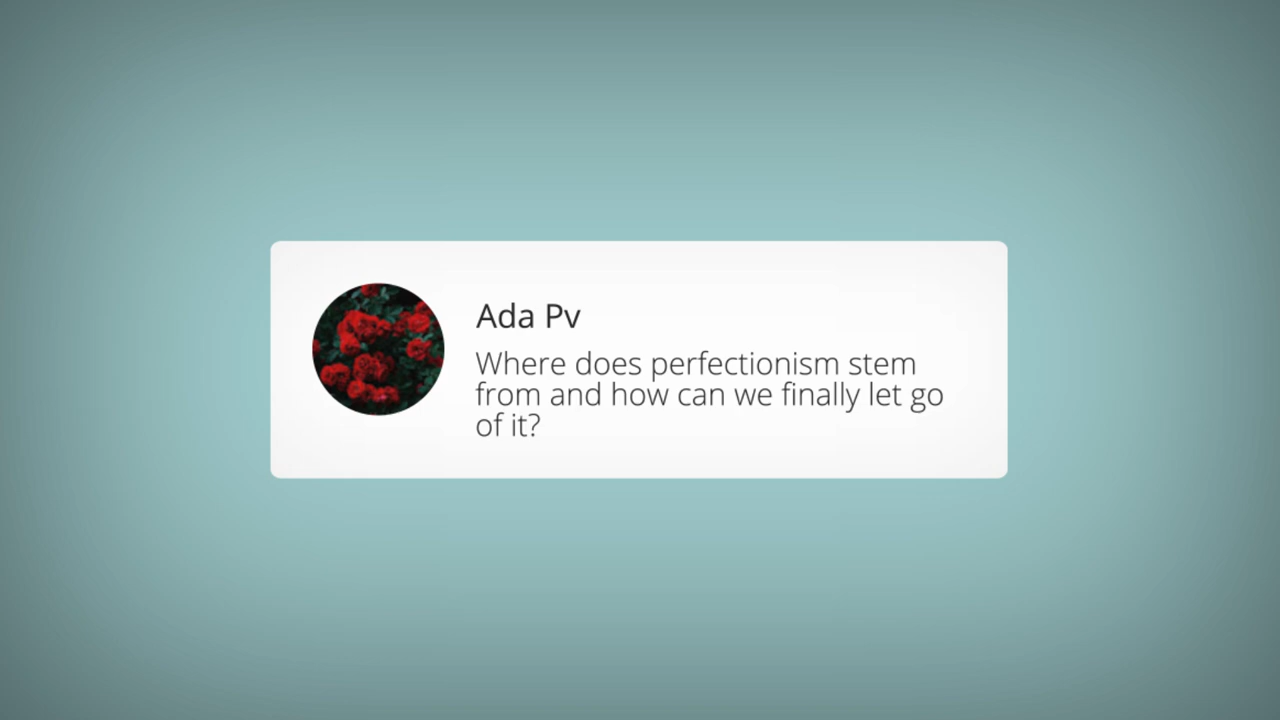 Ada Pv
Where does perfectionism stem
from and how can we finally let go
of it?